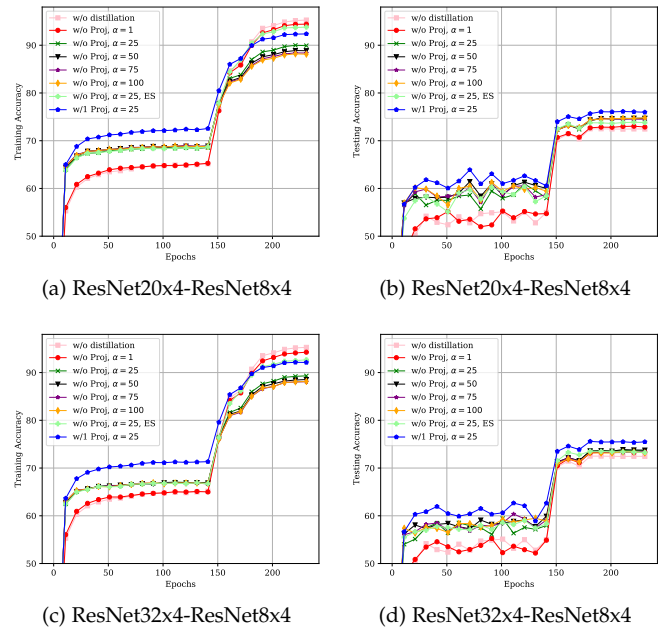 90
80
70
60
50
0
50
100
150
200
Epochs
Training Accuracy
w/o distillation
w/o Proj, α = 1
w/o Proj, α = 25
w/o Proj, α = 50
w/o Proj, α = 75
w/o Proj, α = 100
w/o Proj, α = 25, ES
w/1 Proj, α = 25
(a) ResNet20x4-ResNet8x4
90
80
70
60
50
0
50
100
150
200
Epochs
Testing Accuracy
w/o distillation
w/o Proj, α = 1
w/o Proj, α = 25
w/o Proj, α = 50
w/o Proj, α = 75
w/o Proj, α = 100
w/o Proj, α = 25, ES
w/1 Proj, α = 25
(b) ResNet20x4-ResNet8x4
100
90
80
70
60
50
0
50
100
150
200
Epochs
Training Accuracy
w/o distillation
w/o Proj, α = 1
w/o Proj, α = 25
w/o Proj, α = 50
w/o Proj, α = 75
w/o Proj, α = 100
w/o Proj, α = 25, ES
w/1 Proj, α = 25
(c) ResNet32x4-ResNet8x4
100
90
80
70
60
50
0
50
100
150
200
Epochs
Testing Accuracy
w/o distillation
w/o Proj, α = 1
w/o Proj, α = 25
w/o Proj, α = 50
w/o Proj, α = 75
w/o Proj, α = 100
w/o Proj, α = 25, ES
w/1 Proj, α = 25
(d) ResNet32x4-ResNet8x4